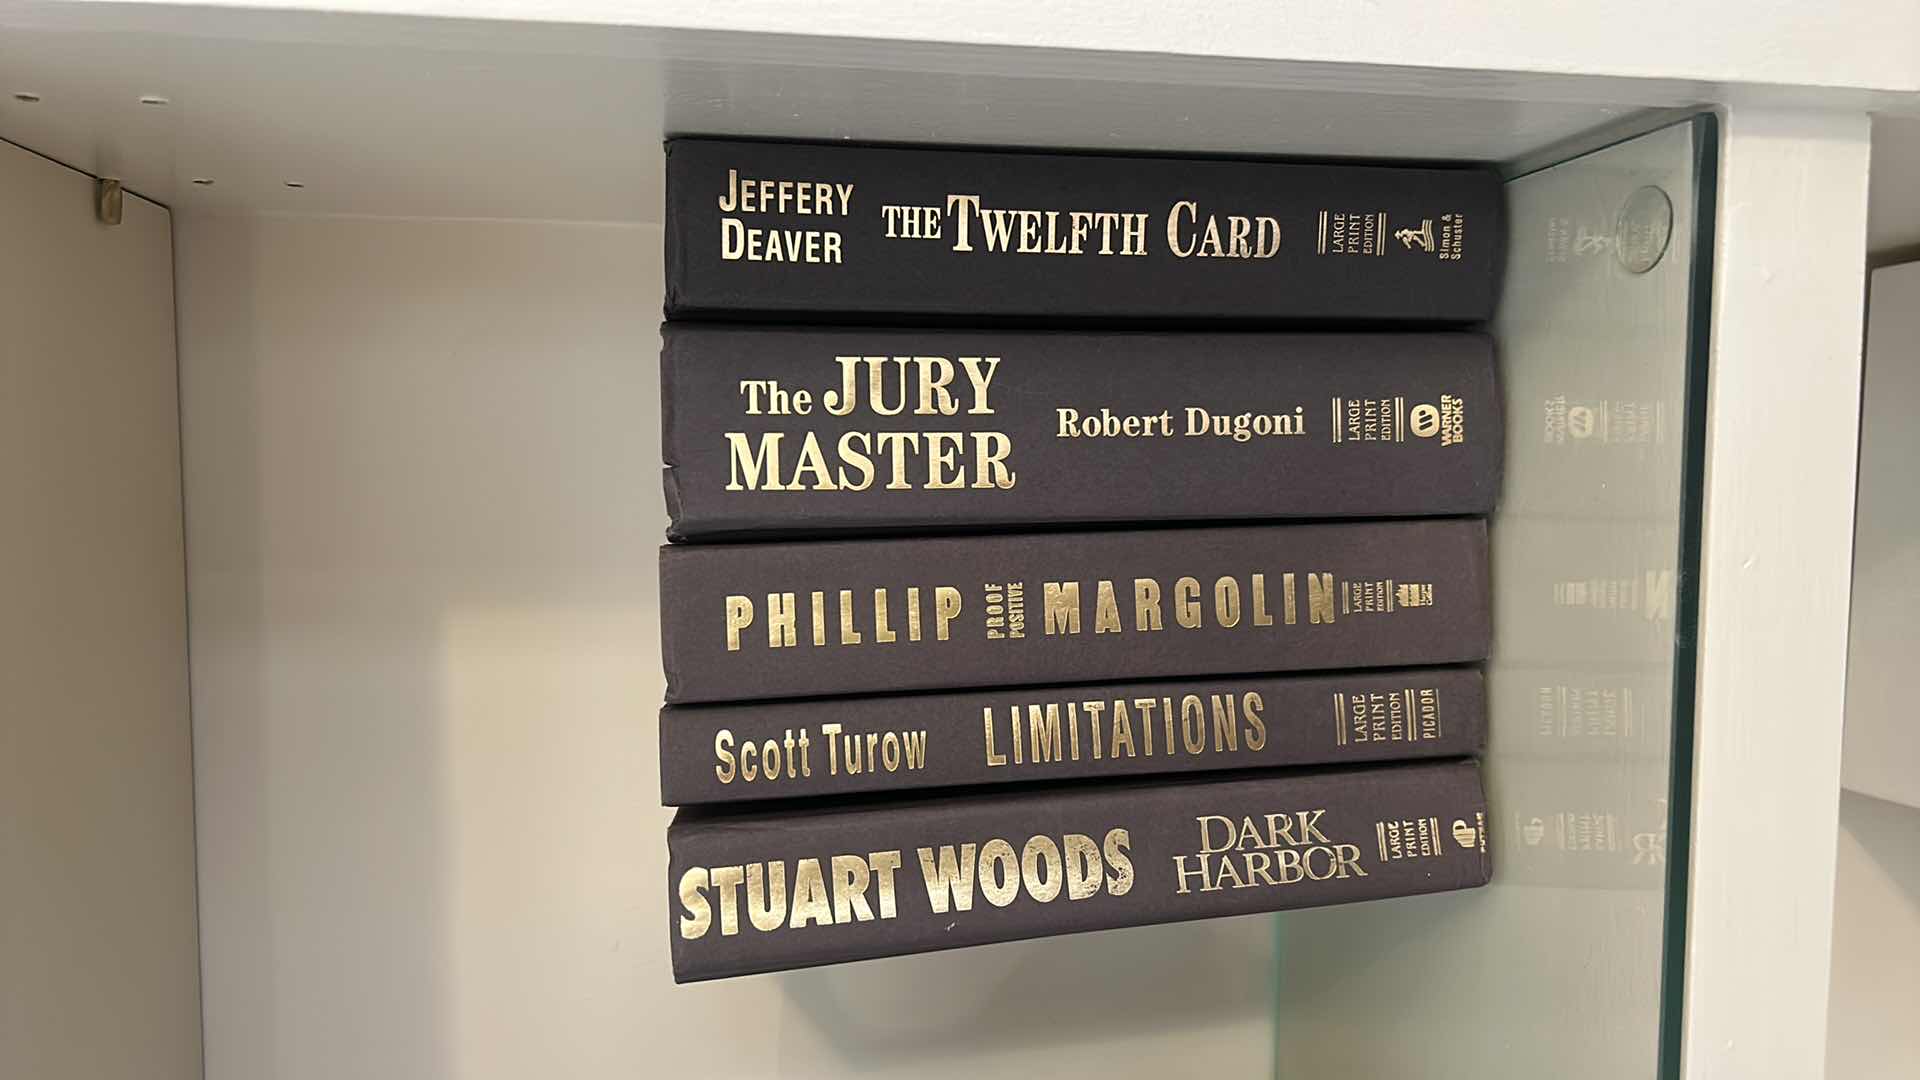 JEFFERY
DEAVER
THE TWELFTH CARD
LARGE
PRINT
EDITION
Simon &
Schuster
The JURY
MASTER
Robert Dugoni
LARGE
PRINT
EDITION
WARNER
BOOKS
PHILLIP
PROOF
POSITIVE
MARGOLIN
LARGE
PRINT
EDITION
Scott Turow
LIMITATIONS
LARGE
PRINT
EDITION
PICADOR
STUART WOODS
DARK
HARBOR
LARGE
PRINT
EDITION